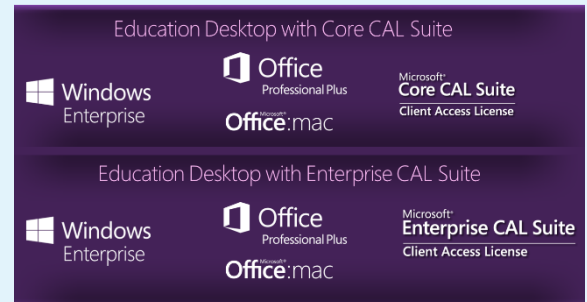 Education Desktop with Core CAL Suite
Windows
Enterprise
Office
Professional Plus
Microsoft®
Office:mac
Microsoft®
Core CAL Suite
Client Access License
Education Desktop with Enterprise CAL Suite
Windows
Enterprise
Office
Professional Plus
Microsoft®
Office:mac
Microsoft®
Enterprise CAL Suite
Client Access License